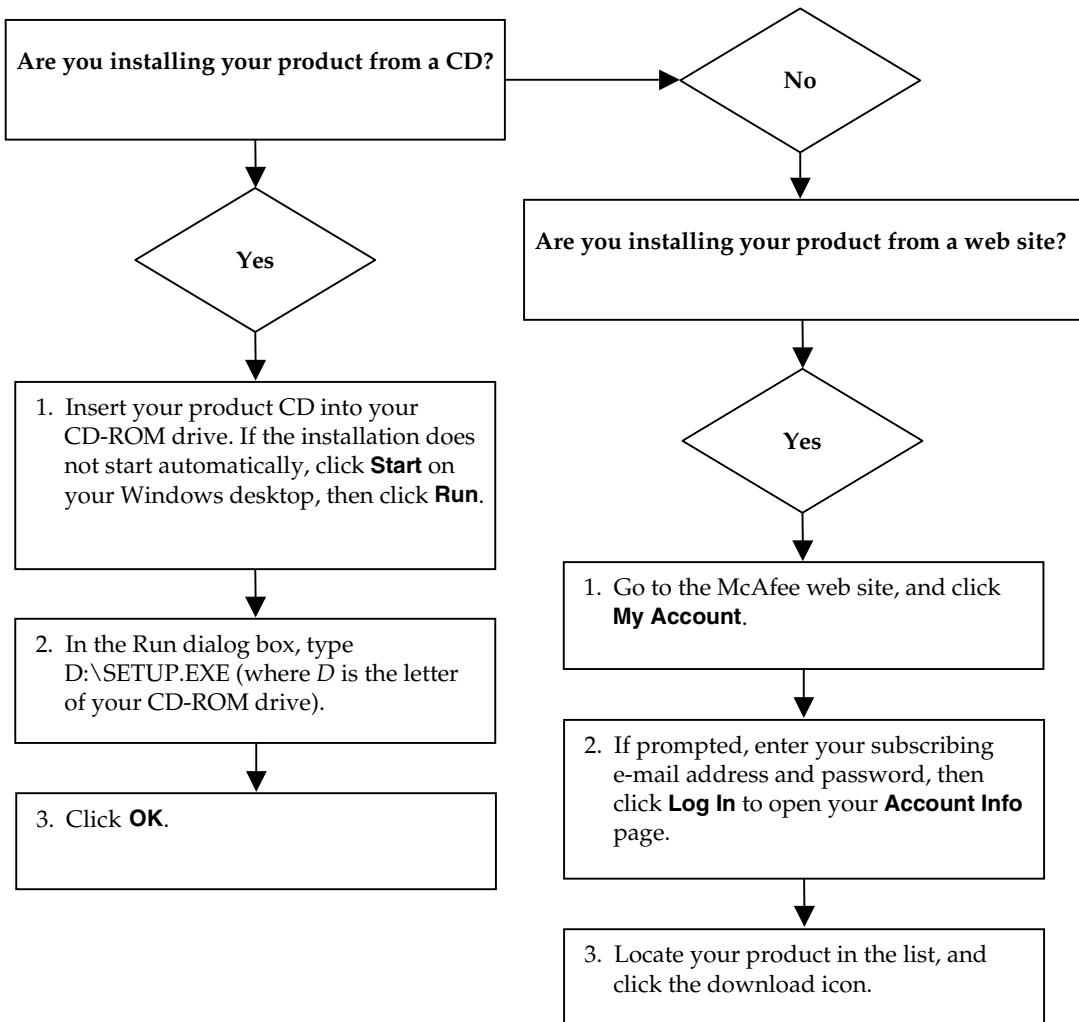 Are you installing your product from a CD?
No
Yes
Are you installing your product from a web site?
1. Insert your product CD into your
CD-ROM drive. If the installation does
not start automatically, click Start on
your Windows desktop, then click Run.
2. In the Run dialog box, type
D:\SETUP.EXE (where D is the letter
of your CD-ROM drive).
3. Click OK.
Yes
1. Go to the McAfee web site, and click
My Account.
2. If prompted, enter your subscribing
e-mail address and password, then
click Log In to open your Account Info
page.
3. Locate your product in the list, and
click the download icon.